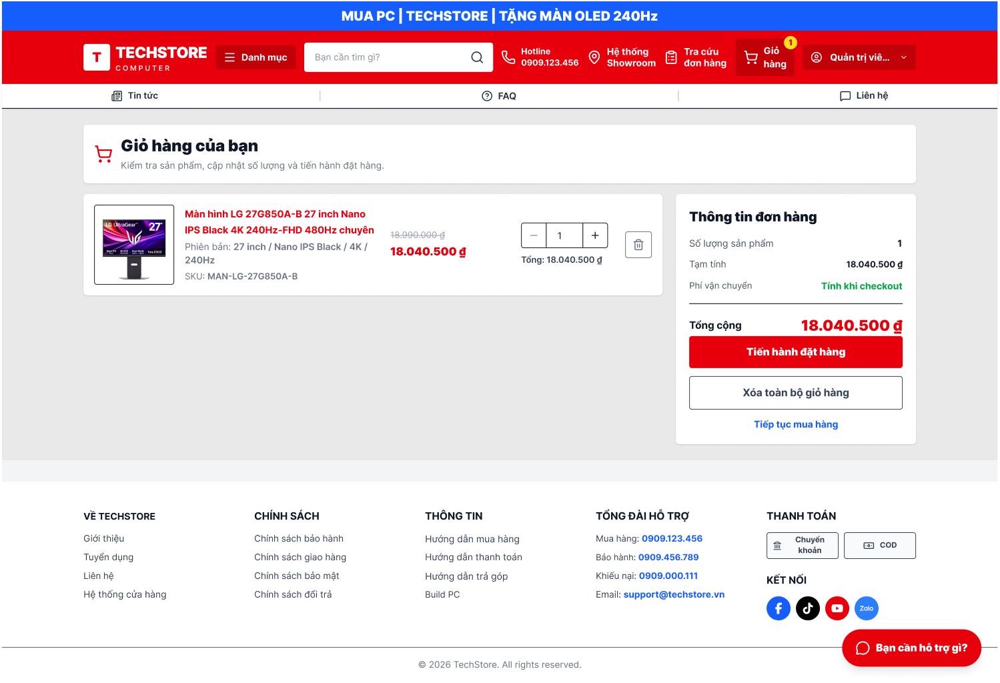 MUA PC | TECHSTORE | TẶNG MÀN OLED 240Hz
T
TECHSTORE
COMPUTER
Danh mục
Bạn cần tìm gì?
Hotline
0909.123.456
Hệ thống
Showroom
Tra cứu
đơn hàng
Giỏ
hàng
1
Quản trị viê...
Tin tức
FAQ
Liên hệ
Giỏ hàng của bạn
Kiểm tra sản phẩm, cập nhật số lượng và tiến hành đặt hàng.
LG UltraGear
27"
Màn hình LG 27G850A-B 27 inch Nano
IPS Black 4K 240Hz-FHD 480Hz chuyên
Phiên bản: 27 inch / Nano IPS Black / 4K /
240Hz
SKU: MAN-LG-27G850A-B
18.990.000 ₫
18.040.500 ₫
1
Tổng: 18.040.500 ₫
Thông tin đơn hàng
Số lượng sản phẩm 1
Tạm tính 18.040.500 ₫
Phí vận chuyển Tính khi checkout
Tổng cộng 18.040.500 ₫
Tiến hành đặt hàng
Xóa toàn bộ giỏ hàng
Tiếp tục mua hàng
VỀ TECHSTORE
Giới thiệu
Tuyển dụng
Liên hệ
Hệ thống cửa hàng
CHÍNH SÁCH
Chính sách bảo hành
Chính sách giao hàng
Chính sách bảo mật
Chính sách đổi trả
THÔNG TIN
Hướng dẫn mua hàng
Hướng dẫn thanh toán
Hướng dẫn trả góp
Build PC
TỔNG ĐÀI HỖ TRỢ
Mua hàng: 0909.123.456
Bảo hành: 0909.456.789
Khiếu nại: 0909.000.111
Email: support@techstore.vn
THANH TOÁN
Chuyển
khoản
COD
KẾT NỐI
Zalo
Bạn cần hỗ trợ gì?
© 2026 TechStore. All rights reserved.